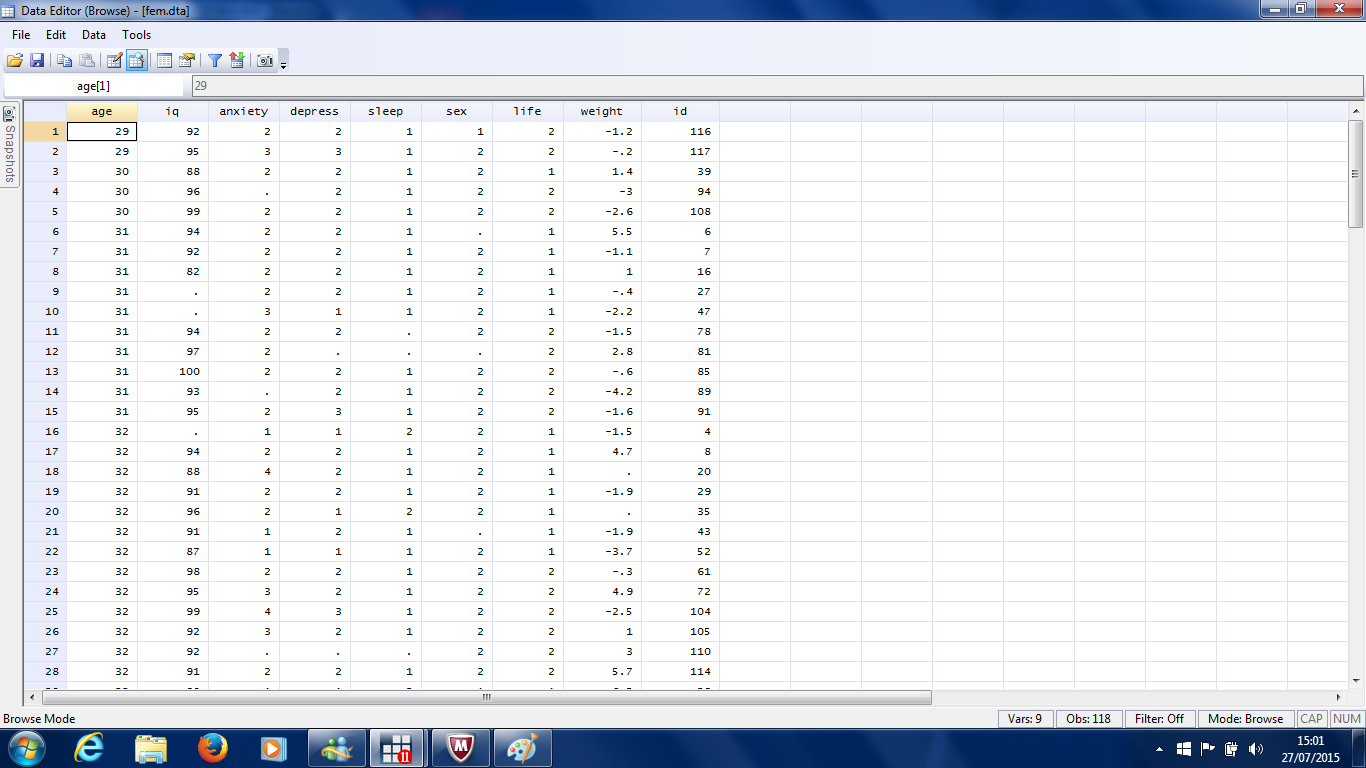 Data Editor (Browse) - [fem.dta]
File Edit Data Tools
age[1] 29
Snapshots
age iq anxiety depress sleep sex life weight id
1 29 92 2 2 1 1 2 -1.2 116
2 29 95 3 3 1 2 2 -.2 117
3 30 88 2 2 1 2 1 1.4 39
4 30 96 . 2 1 2 2 -3 94
5 30 99 2 2 1 2 2 -2.6 108
6 31 94 2 2 1 . 1 5.5 6
7 31 92 2 2 1 2 1 -1.1 7
8 31 82 2 2 1 2 1 1 16
9 31 . 2 2 1 2 1 -.4 27
10 31 . 3 1 1 2 1 -2.2 47
11 31 94 2 2 . 2 2 -1.5 78
12 31 97 2 . . . 2 2.8 81
13 31 100 2 2 1 2 2 -.6 85
14 31 93 . 2 1 2 2 -4.2 89
15 31 95 2 3 1 2 2 -1.6 91
16 32 . 1 1 2 2 1 -1.5 4
17 32 94 2 2 1 2 1 4.7 8
18 32 88 4 2 1 2 1 . 20
19 32 91 2 2 1 2 1 -1.9 29
20 32 96 2 1 2 2 1 . 35
21 32 91 1 2 1 . 1 -1.9 43
22 32 87 1 1 1 2 1 -3.7 52
23 32 98 2 2 1 2 2 -.3 61
24 32 95 3 2 1 2 2 4.9 72
25 32 99 4 3 1 2 2 -2.5 104
26 32 92 3 2 1 2 2 1 105
27 32 92 . . . 2 2 3 110
28 32 91 2 2 1 2 2 5.7 114
Browse Mode Vars: 9 Obs: 118 Filter: Off Mode: Browse CAP NUM
11
15:01
27/07/2015